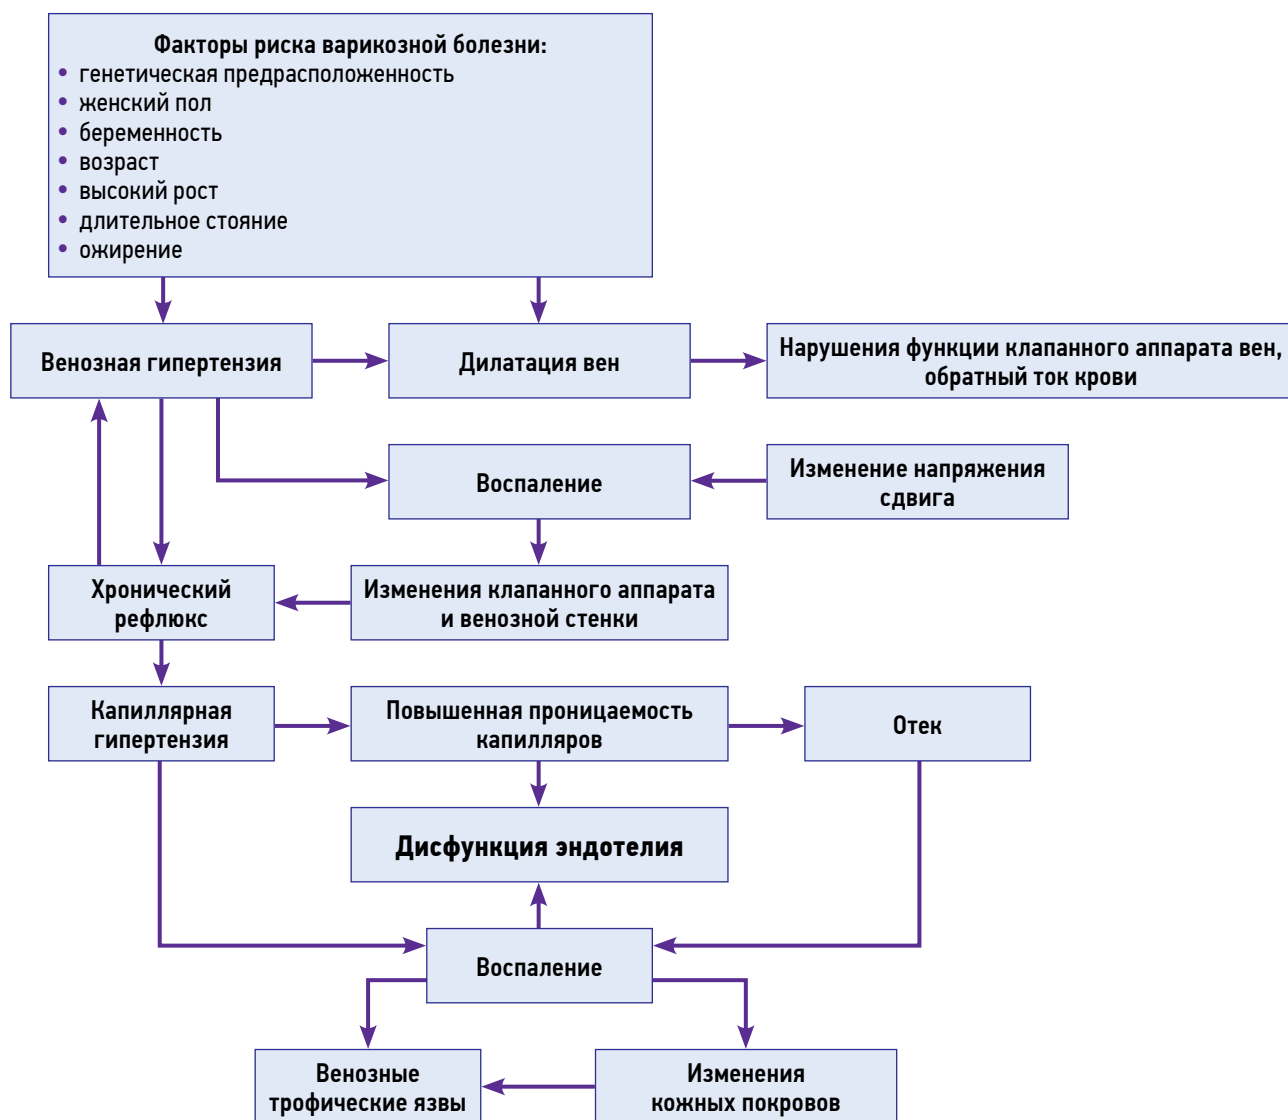 Факторы риска варикозной болезни:
• генетическая предрасположенность
• женский пол
• беременность
• возраст
• высокий рост
• длительное стояние
• ожирение
Венозная гипертензия
Дилатация вен
Нарушения функции клапанного аппарата вен,
обратный ток крови
Воспаление
Изменение напряжения
сдвига
Хронический
рефлюкс
Изменения клапанного аппарата
и венозной стенки
Капиллярная
гипертензия
Повышенная проницаемость
капилляров
Отек
Дисфункция эндотелия
Воспаление
Венозные
трофические язвы
Изменения
кожных покровов